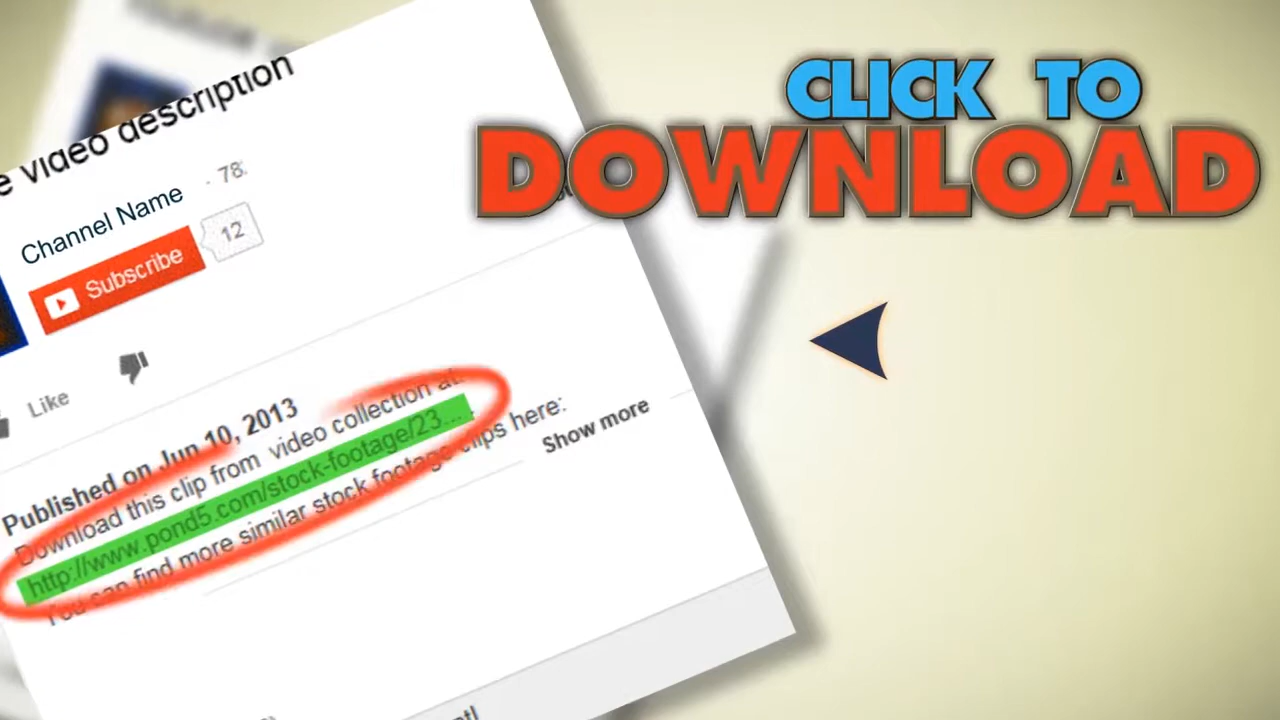 CLICK TO
DOWNLOAD
video description
Channel Name
Subscribe
12
Like
Published on Jun 10, 2013
Download this clip from video collection at:
http://www.pond5.com/stock-footage/23...
You can find more similar stock footage clips here:
Show more